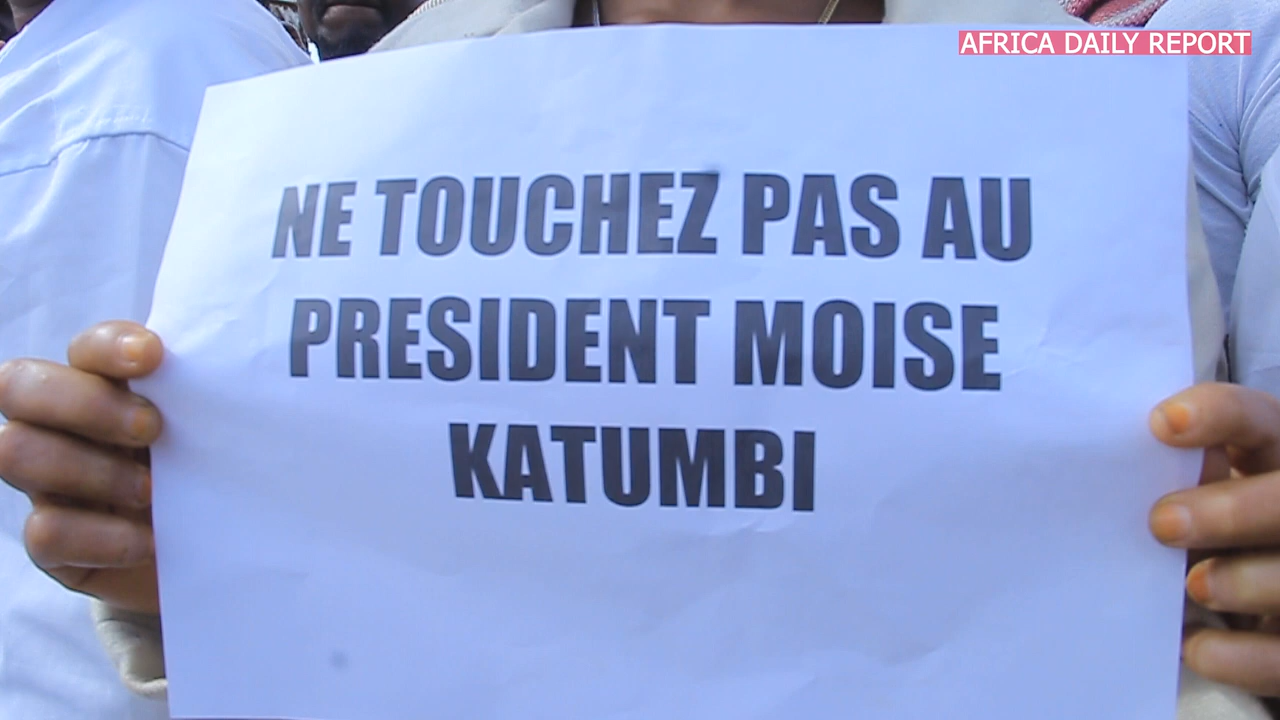 AFRICA DAILY REPORT
NE TOUCHEZ PAS AU
PRESIDENT MOISE
KATUMBI